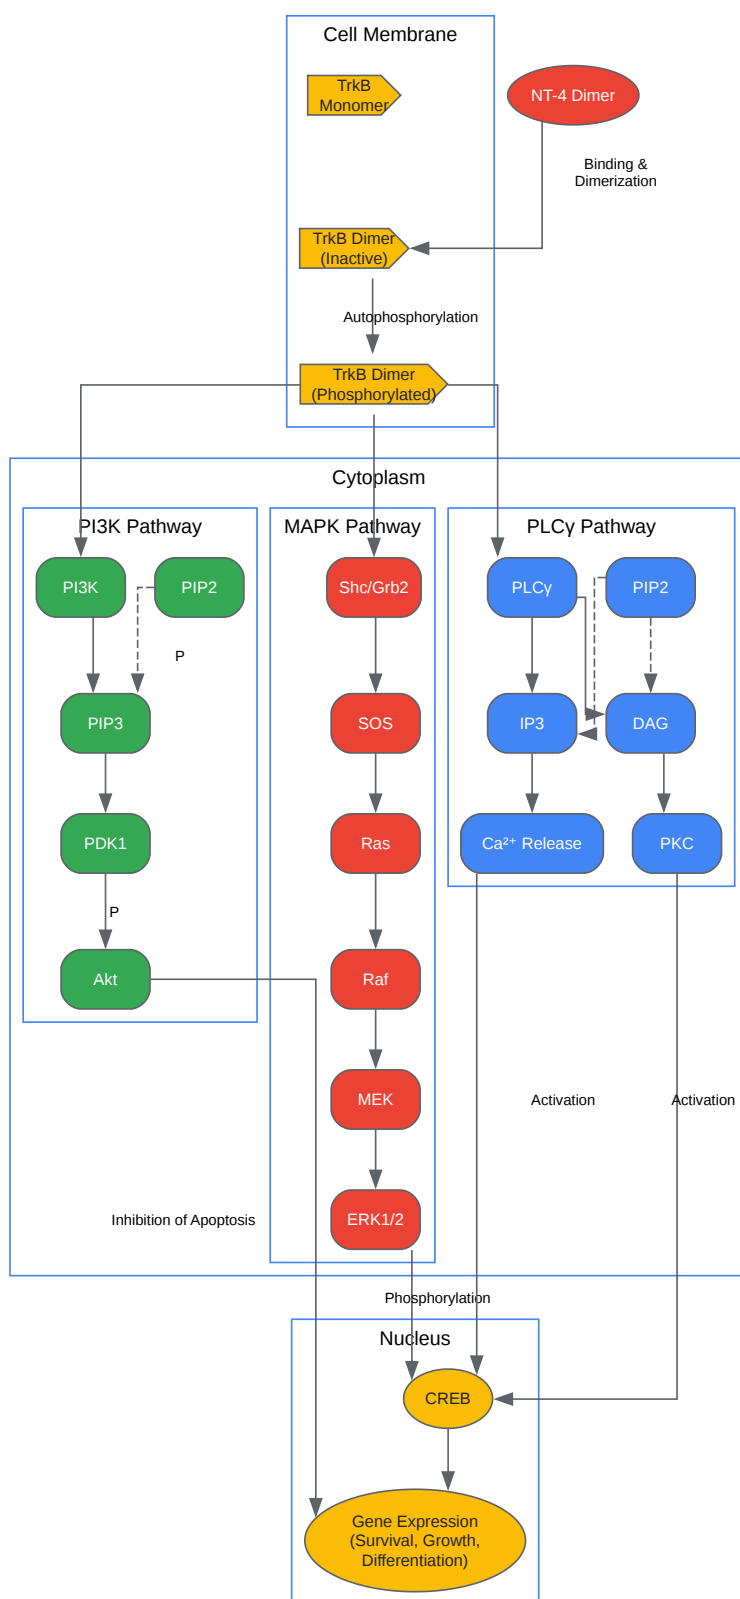 Cell Membrane
TrkB
Monomer
NT-4 Dimer
Binding &
Dimerization
TrkB Dimer
(Inactive)
Autophosphorylation
TrkB Dimer
(Phosphorylated)
Cytoplasm
PI3K Pathway
MAPK Pathway
PLCγ Pathway
PI3K
PIP2
Shc/Grb2
PLCγ
PIP2
P
PIP3
SOS
IP3
DAG
PDK1
Ras
Ca²⁺ Release
PKC
P
Akt
Raf
MEK
Activation
Activation
Inhibition of Apoptosis
ERK1/2
Phosphorylation
Nucleus
CREB
Gene Expression
(Survival, Growth,
Differentiation)